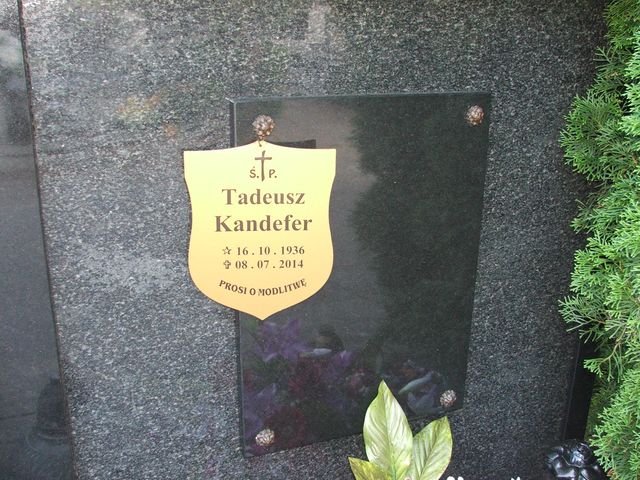 Ś. P.
Tadeusz
Kandefer
☆ 16 . 10 . 1936
✞ 08 . 07 . 2014
PROSI O MODLITWĘ